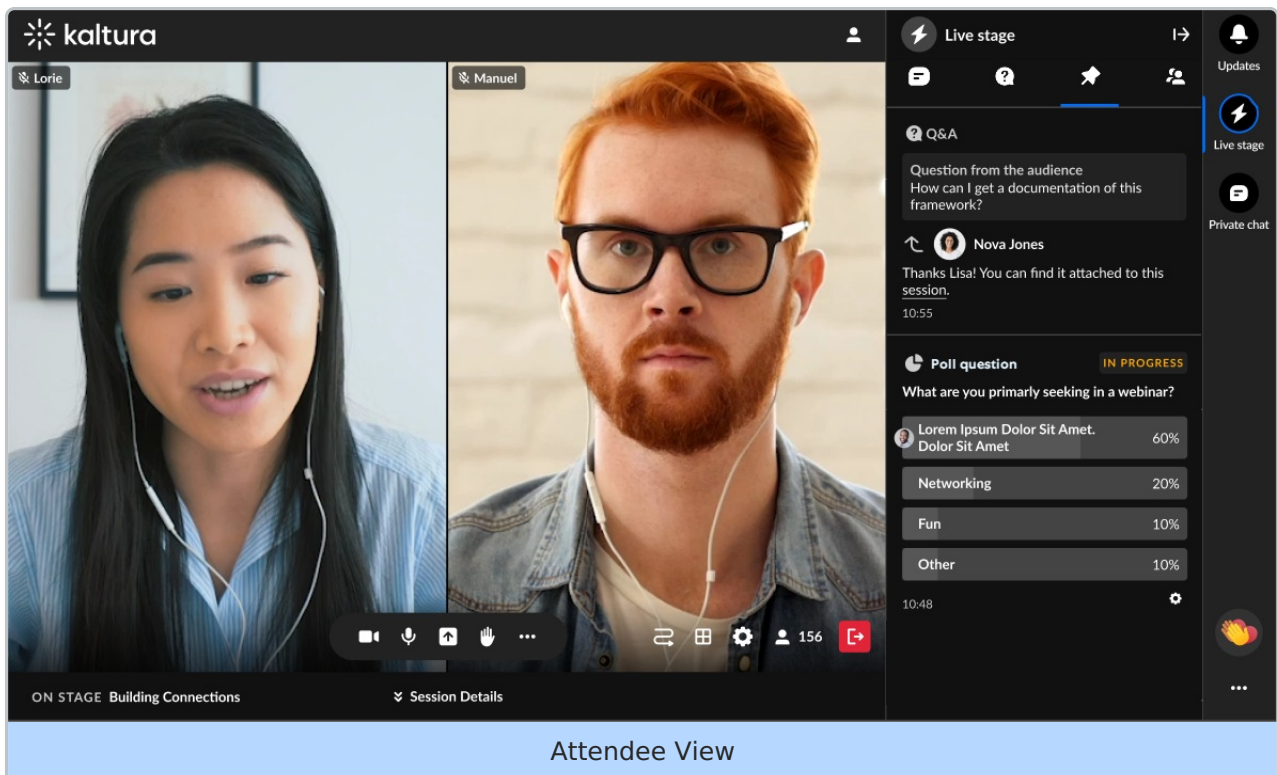 kaltura
Lorie
Manuel
156
ON STAGE Building Connections
Session Details
Live stage
Q&A
Question from the audience
How can I get a documentation of this
framework?
Nova Jones
Thanks Lisa! You can find it attached to this
session.
10:55
Poll question
IN PROGRESS
What are you primarly seeking in a webinar?
Lorem Ipsum Dolor Sit Amet.
Dolor Sit Amet
60%
Networking
20%
Fun
10%
Other
10%
10:48
Updates
Live stage
Private chat
Attendee View